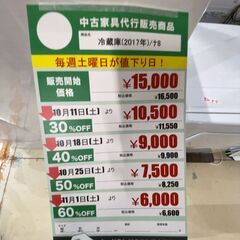 中古家具代行販売商品
商品名
冷蔵庫(2017年)/ナ8
毎週土曜日が値下り日!
販売開始
価格
¥15,000
税込価格
¥16,500
10月11日(土) より
30%OFF
¥10,500
税込価格
¥11,550
10月18日(土) より
40%OFF
¥9,000
税込価格
¥9,900
10月25日(土) より
50%OFF
¥7,500
税込価格
¥8,250
11月1日(土) より
60%OFF
¥6,000
税込価格
¥6,600